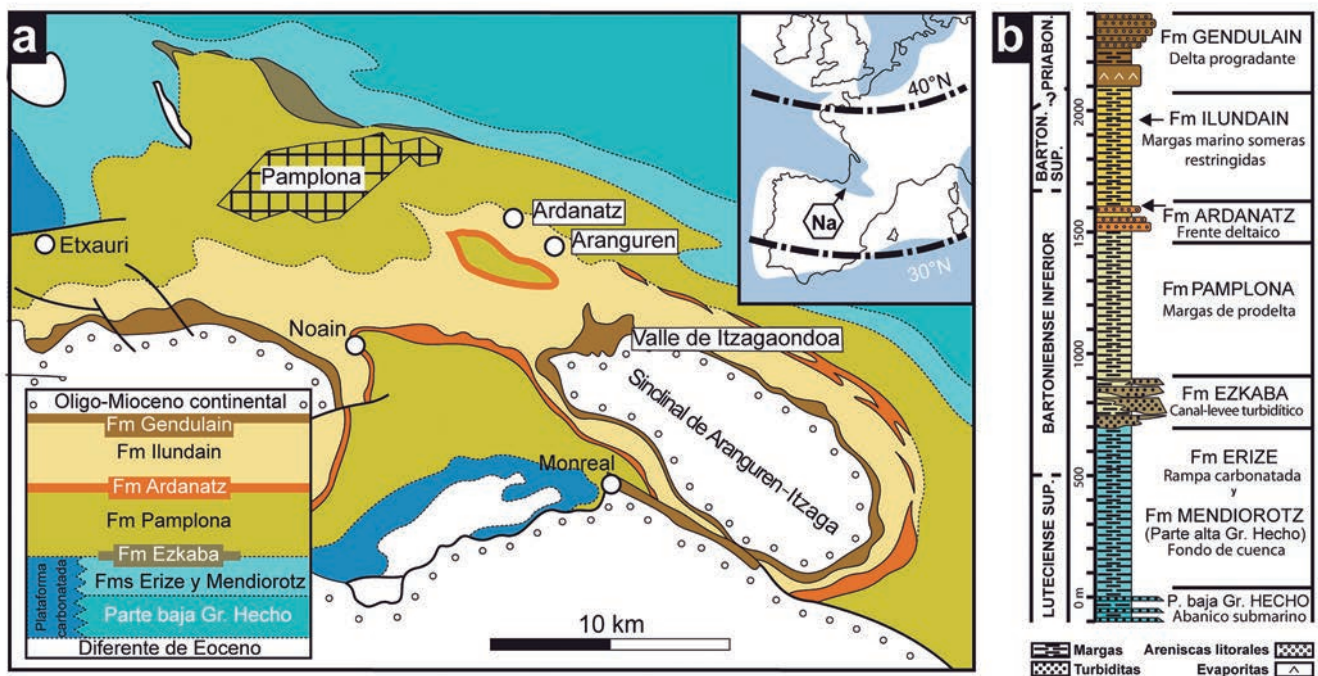 a
Pamplona
Ardanatz
Aranguren
Etxauri
Noain
Valle de Itzagaondoa
Sinclinal de Aranguren-Itzaga
Monreal
10 km
40°N
Na
30°N
Oligo-Mioceno continental
Fm Gendulain
Fm Ilundain
Fm Ardanatz
Fm Pamplona
Fm Ezkaba
Plataforma
carbonatada
Fms Erize y Mendiorotz
Parte baja Gr. Hecho
Diferente de Eoceno
b
PRIABON.
?
BARTON.
SUP.
BARTONIEBNSE INFERIOR
LUTECIENSE SUP.
2000
1500
1000
500
0 m
Fm GENDULAIN
Delta progradante
Fm ILUNDAIN
Margas marino someras
restringidas
Fm ARDANATZ
Frente deltaico
Fm PAMPLONA
Margas de prodelta
Fm EZKABA
Canal-levee turbidítico
Fm ERIZE
Rampa carbonatada
y
Fm MENDIOROTZ
(Parte alta Gr. Hecho)
Fondo de cuenca
P. baja Gr. HECHO
Abanico submarino
Margas
Areniscas litorales
Turbiditas
Evaporitas